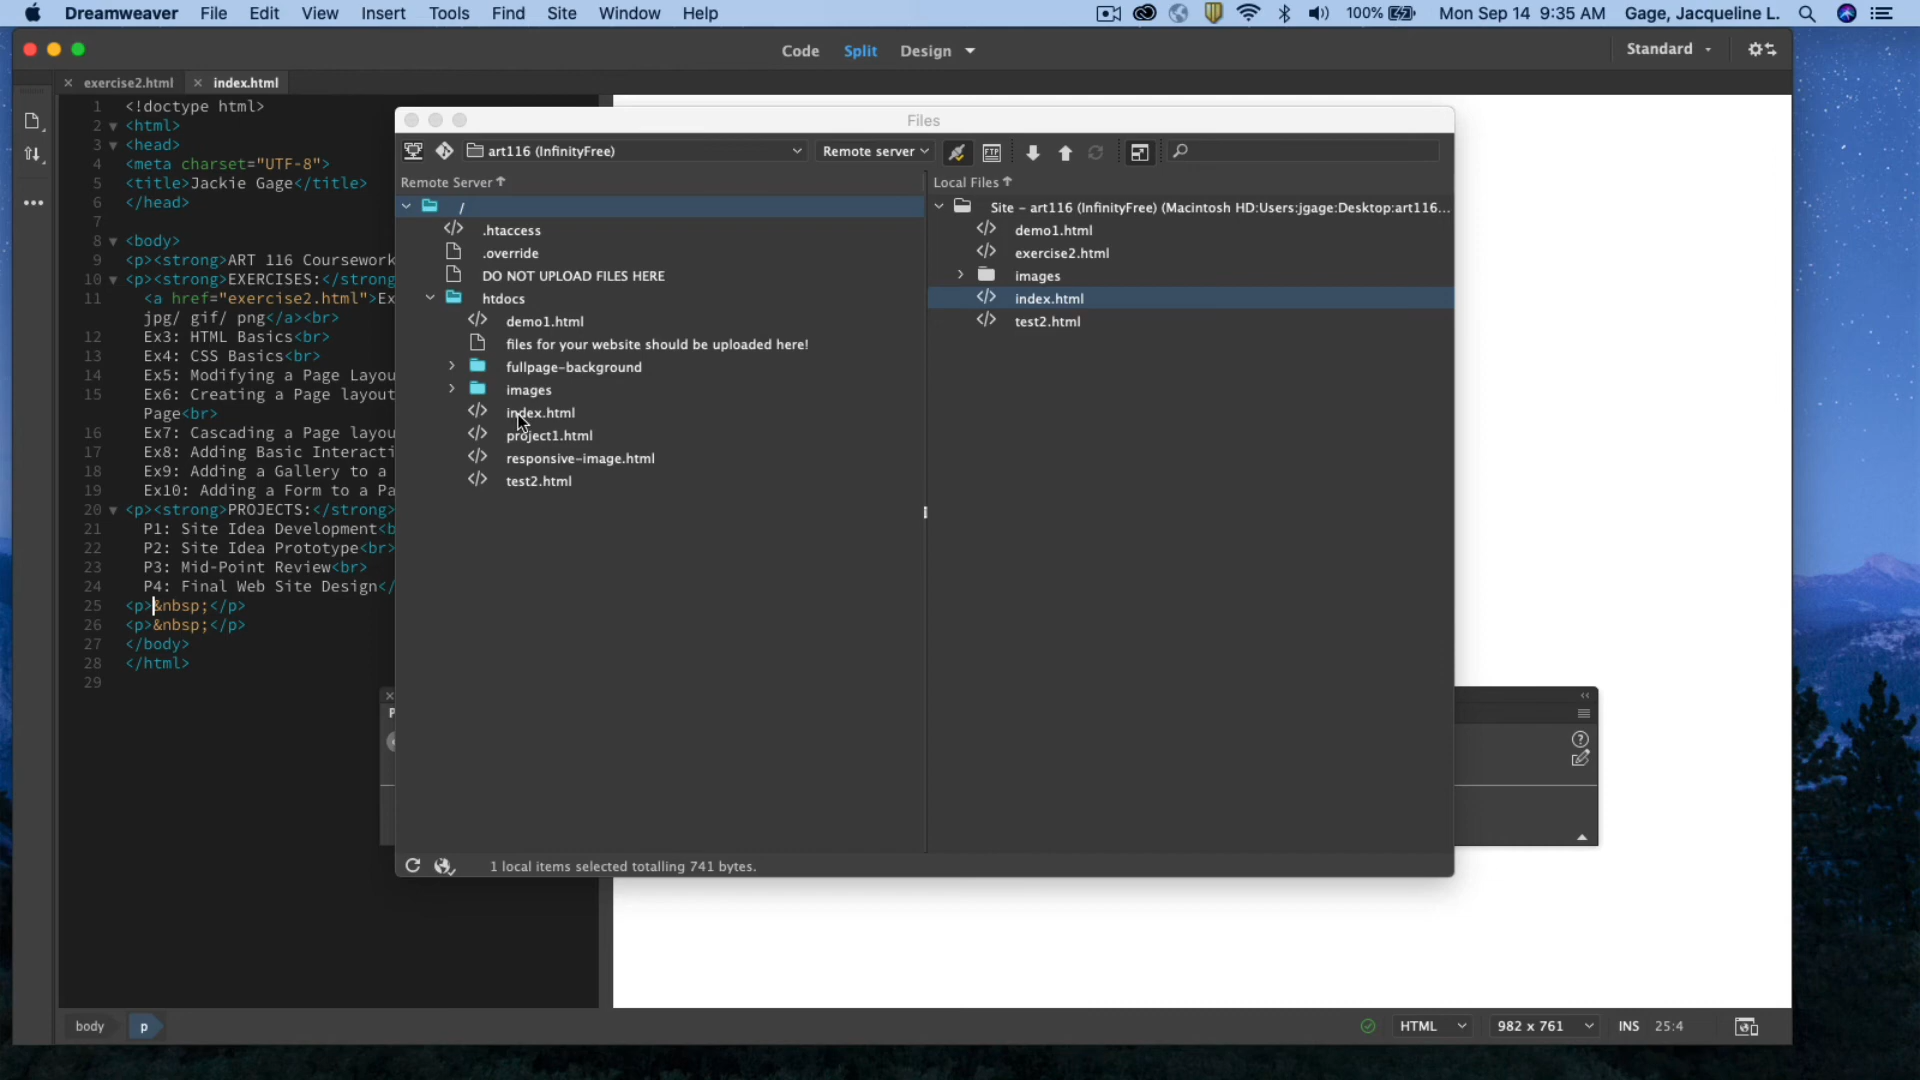 Dreamweaver File Edit View Insert Tools Find Site Window Help 100% Mon Sep 14 9:35 AM Gage, Jacqueline L.
Code Split Design Standard
exercise2.html index.html
1 <!doctype html>
2 <html>
3 <head>
4 <meta charset="UTF-8">
5 <title>Jackie Gage</title>
6 </head>
7
8 <body>
9 <p><strong>ART 116 Coursework
10 <p><strong>EXERCISES:</strong
11 <a href="exercise2.html">Ex
jpg/ gif/ png</a><br>
12 Ex3: HTML Basics<br>
13 Ex4: CSS Basics<br>
14 Ex5: Modifying a Page Layou
15 Ex6: Creating a Page layout
Page<br>
16 Ex7: Cascading a Page layou
17 Ex8: Adding Basic Interacti
18 Ex9: Adding a Gallery to a
19 Ex10: Adding a Form to a Pa
20 <p><strong>PROJECTS:</strong>
21 P1: Site Idea Development<b
22 P2: Site Idea Prototype<br>
23 P3: Mid-Point Review<br>
24 P4: Final Web Site Design</
25 <p>&nbsp;</p>
26 <p>&nbsp;</p>
27 </body>
28 </html>
29
Files
art116 (InfinityFree) Remote server FTP
Remote Server
/
.htaccess
.override
DO NOT UPLOAD FILES HERE
htdocs
demo1.html
files for your website should be uploaded here!
fullpage-background
images
index.html
project1.html
responsive-image.html
test2.html
Local Files
Site - art116 (InfinityFree) (Macintosh HD:Users:jgage:Desktop:art116...
demo1.html
exercise2.html
images
index.html
test2.html
1 local items selected totalling 741 bytes.
P
body p HTML 982 x 761 INS 25:4